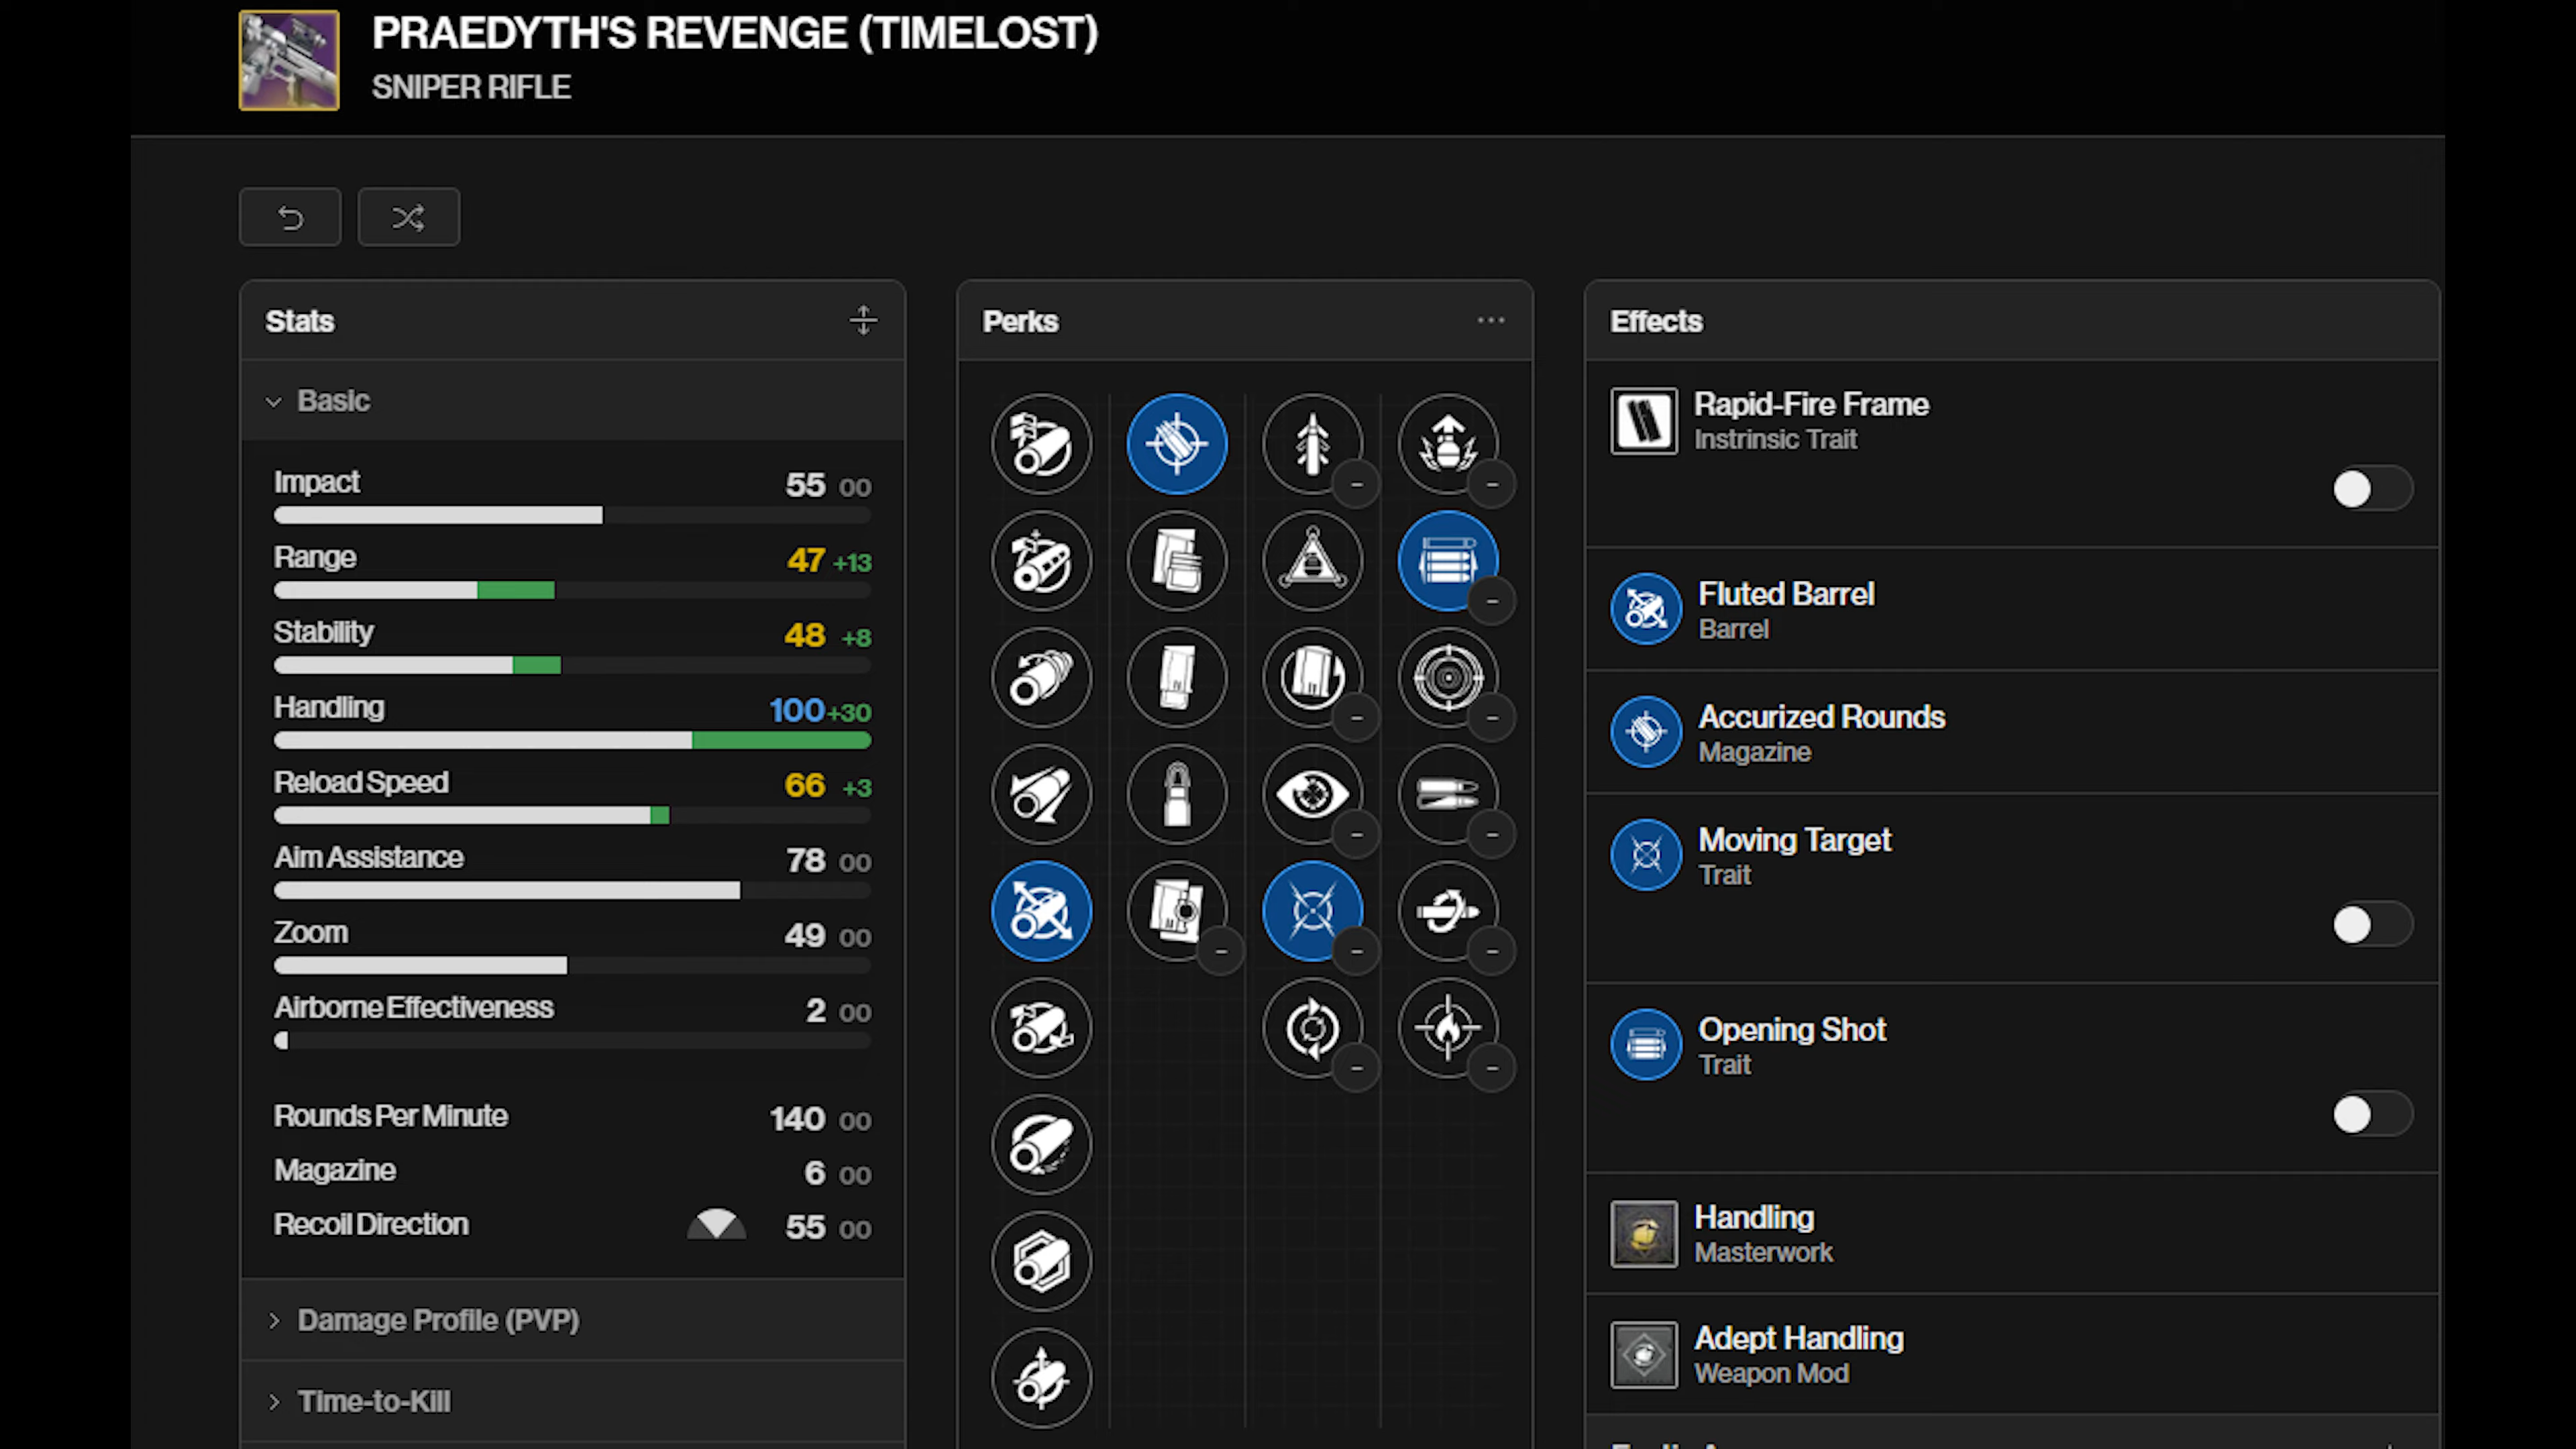 PRAEDYTH'S REVENGE (TIMELOST)
SNIPER RIFLE
Stats
Basic
Impact 55 00
Range 47 +13
Stability 48 +8
Handling 100 +30
Reload Speed 66 +3
Aim Assistance 78 00
Zoom 49 00
Airborne Effectiveness 2 00
Rounds Per Minute 140 00
Magazine 6 00
Recoil Direction 55 00
Damage Profile (PVP)
Time-to-Kill
Perks
Effects
Rapid-Fire Frame
Instrinsic Trait
Fluted Barrel
Barrel
Accurized Rounds
Magazine
Moving Target
Trait
Opening Shot
Trait
Handling
Masterwork
Adept Handling
Weapon Mod